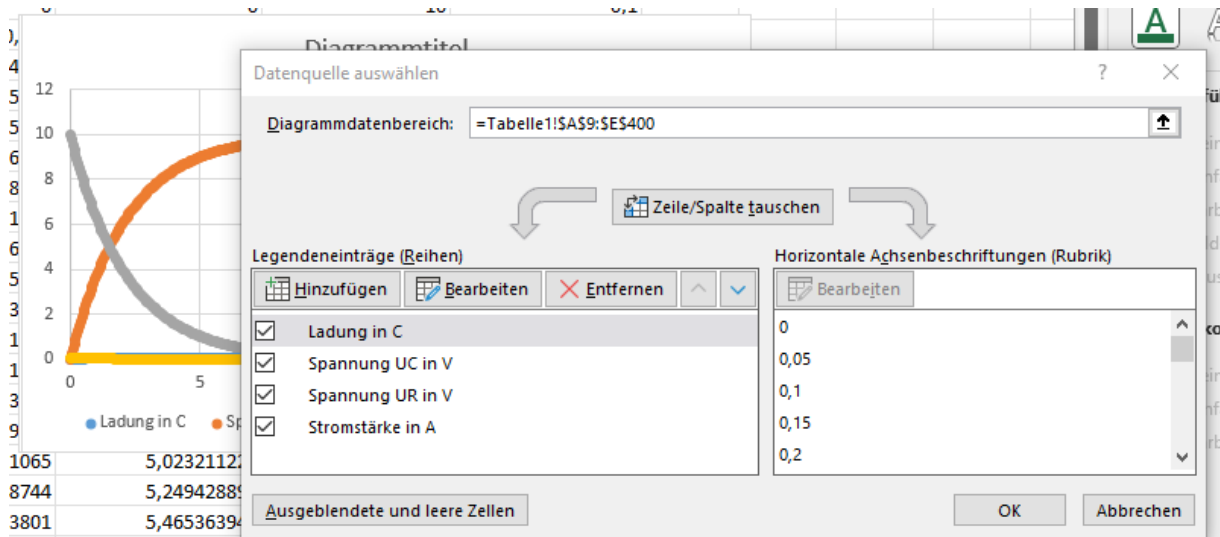 0 0 10 0,1
Diagrammtitel
Datenquelle auswählen ?
Diagrammdatenbereich: =Tabelle1!$A$9:$E$400
Zeile/Spalte tauschen
Legendeneinträge (Reihen)
Horizontale Achsenbeschriftungen (Rubrik)
Hinzufügen Bearbeiten Entfernen
Bearbeiten
Ladung in C
Spannung UC in V
Spannung UR in V
Stromstärke in A
0
0,05
0,1
0,15
0,2
Ausgeblendete und leere Zellen
OK Abbrechen
12
10
8
6
4
2
0
0 5
Ladung in C Sp
1065 5,02321122
8744 5,24942889
3801 5,46536394
A